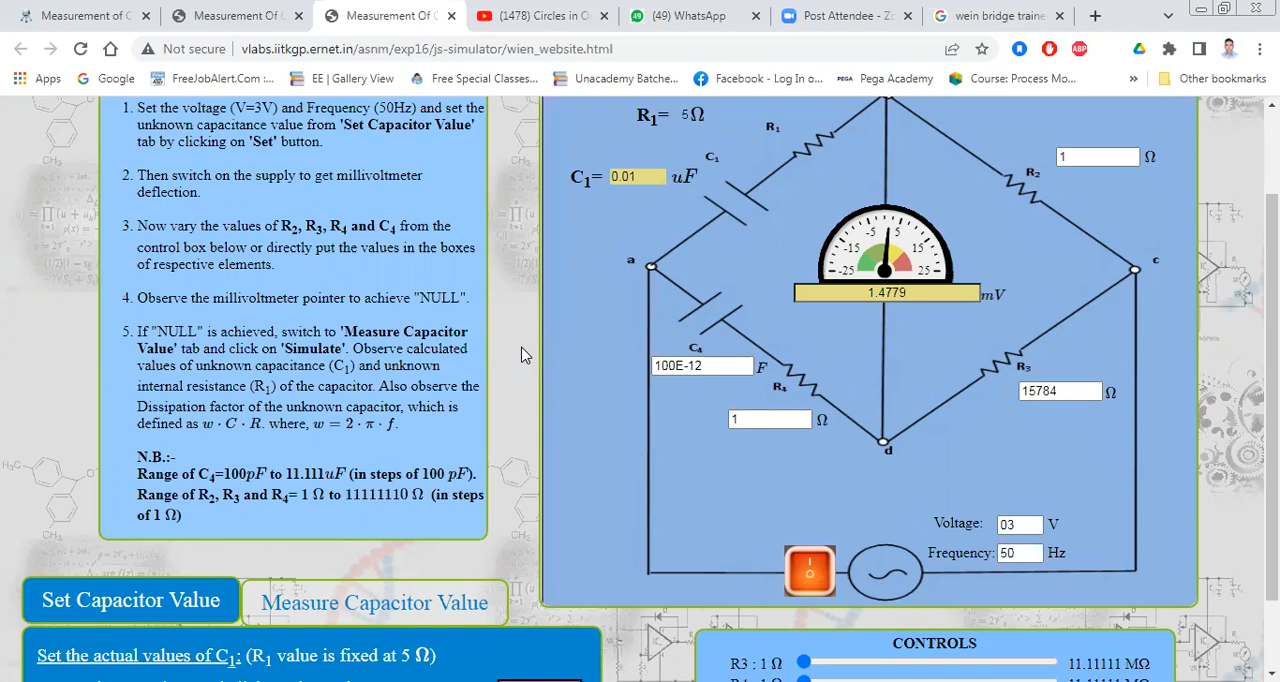 Measurement of C
Measurement Of C
Measurement Of C
(1478) Circles in O
(49) WhatsApp
Post Attendee - Zo
wein bridge traine
Not secure
vlabs.iitkgp.ernet.in/asnm/exp16/js-simulator/wien_website.html
ABP
Apps
Google
FreeJobAlert.Com :...
EE | Gallery View
Free Special Classes...
Unacademy Batche...
Facebook - Log In o...
PEGA Pega Academy
Course: Process Mo...
»
Other bookmarks
1. Set the voltage (V=3V) and Frequency (50Hz) and set the
unknown capacitance value from 'Set Capacitor Value'
tab by clicking on 'Set' button.
2. Then switch on the supply to get millivoltmeter
deflection.
3. Now vary the values of R2, R3, R4 and C4 from the
control box below or directly put the values in the boxes
of respective elements.
4. Observe the millivoltmeter pointer to achieve "NULL".
5. If "NULL" is achieved, switch to 'Measure Capacitor
Value' tab and click on 'Simulate'. Observe calculated
values of unknown capacitance (C1) and unknown
internal resistance (R1) of the capacitor. Also observe the
Dissipation factor of the unknown capacitor, which is
defined as w · C · R. where, w = 2 · π · f.
N.B.:-
Range of C4=100pF to 11.111uF (in steps of 100 pF).
Range of R2, R3 and R4= 1 Ω to 11111110 Ω (in steps
of 1 Ω)
R1= 5Ω
R1
C1
C1= 0.01 uF
R2
1 Ω
a
c
-25 -15 -5 5 15 25
1.4779 mV
C4
100E-12 F
R4
1 Ω
R3
15784 Ω
d
Voltage: 03 V
Frequency: 50 Hz
I
O
Set Capacitor Value
Measure Capacitor Value
Set the actual values of C1: (R1 value is fixed at 5 Ω)
CONTROLS
R3 : 1 Ω 11.11111 MΩ